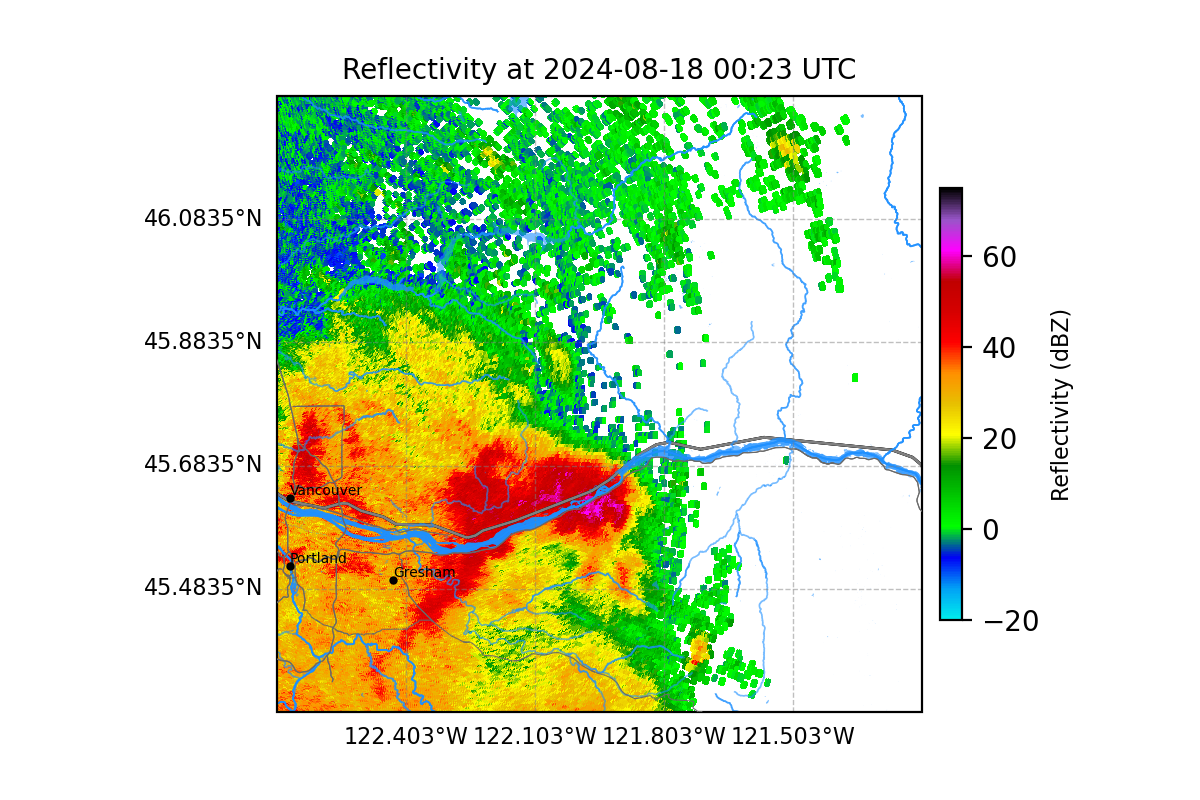 Reflectivity at 2024-08-18 00:23 UTC
46.0835°N
45.8835°N
45.6835°N
45.4835°N
122.403°W 122.103°W 121.803°W 121.503°W
Vancouver
Portland
Gresham
60
40
20
0
−20
Reflectivity (dBZ)